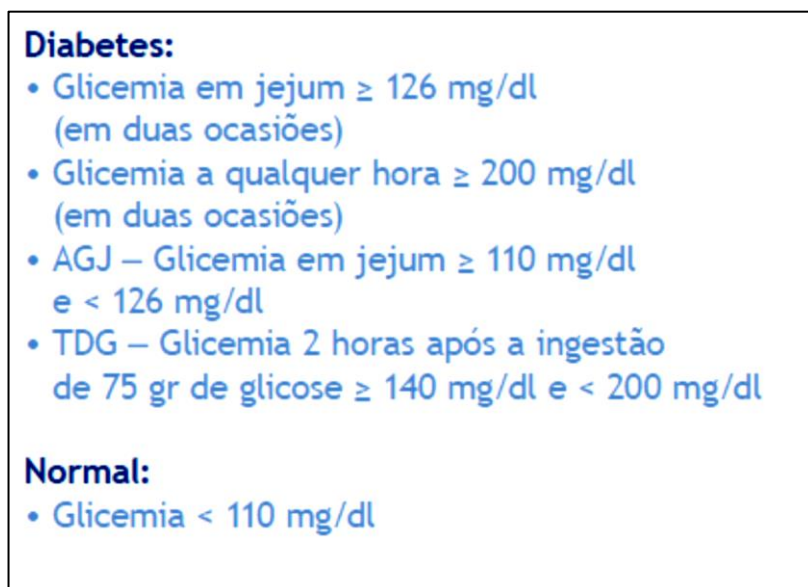 Diabetes:
• Glicemia em jejum ≥ 126 mg/dl
(em duas ocasiões)
• Glicemia a qualquer hora ≥ 200 mg/dl
(em duas ocasiões)
• AGJ – Glicemia em jejum ≥ 110 mg/dl
e < 126 mg/dl
• TDG – Glicemia 2 horas após a ingestão
de 75 gr de glicose ≥ 140 mg/dl e < 200 mg/dl
Normal:
• Glicemia < 110 mg/dl